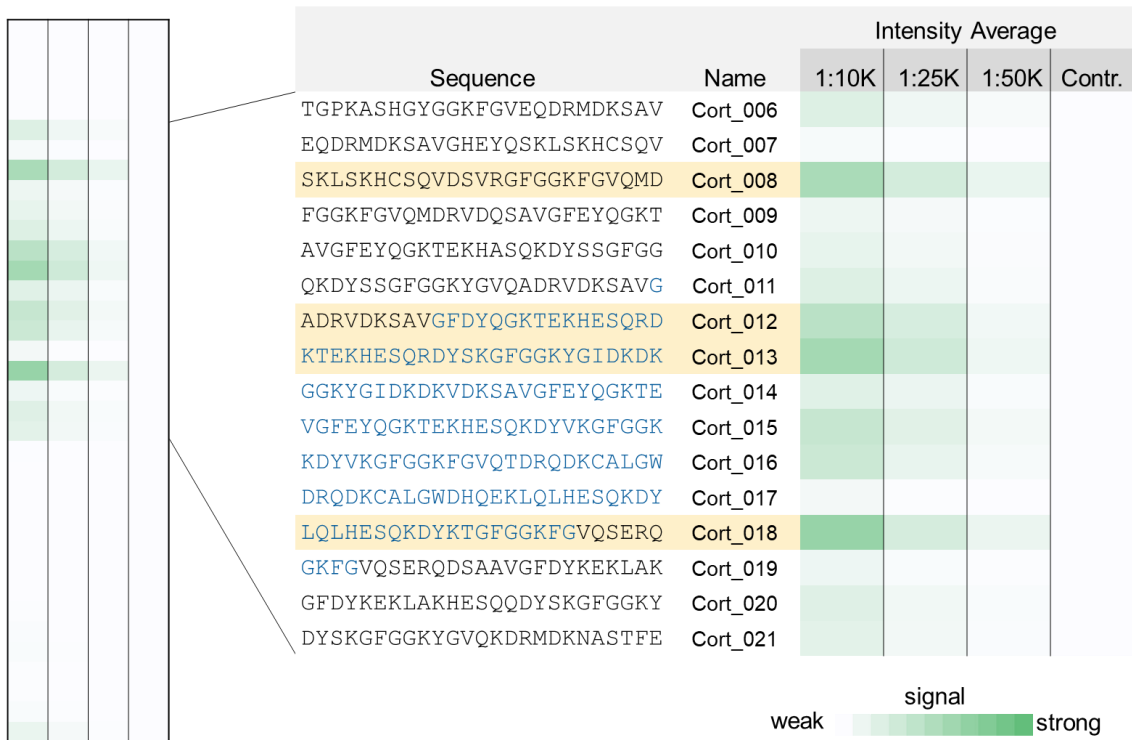 Intensity Average
Sequence Name 1:10K 1:25K 1:50K Contr.
TGPKASHGYGGKFGVEQDRMDKSAV Cort_006
EQDRMDKSAVGHEYQSKLSKHCSQV Cort_007
SKLSKHCSQVDSVRGFGGKFGVQMD Cort_008
FGGKFGVQMDRVDQSAVGFEYQGKT Cort_009
AVGFEYQGKTEKHASQKDYSSGFGG Cort_010
QKDYSSGFGGKYGVQADRVDKSAVG Cort_011
ADRVDKSAVGFDYQGKTEKHESQRD Cort_012
KTEKHESQRDYSKGFGGKYGIDKDK Cort_013
GGKYGIDKDKVDKSAVGFEYQGKTE Cort_014
VGFEYQGKTEKHESQKDYVKGFGGK Cort_015
KDYVKGFGGKFGVQTDRQDKCALGW Cort_016
DRQDKCALGWDHQEKLQLHESQKDY Cort_017
LQLHESQKDYKTGFGGKFGVQSERQ Cort_018
GKFGVQSERQDSAAVGFDYKEKLAK Cort_019
GFDYKEKLAKHESQQDYSKGFGGKY Cort_020
DYSKGFGGKYGVQKDRMDKNASTFE Cort_021
signal
weak strong